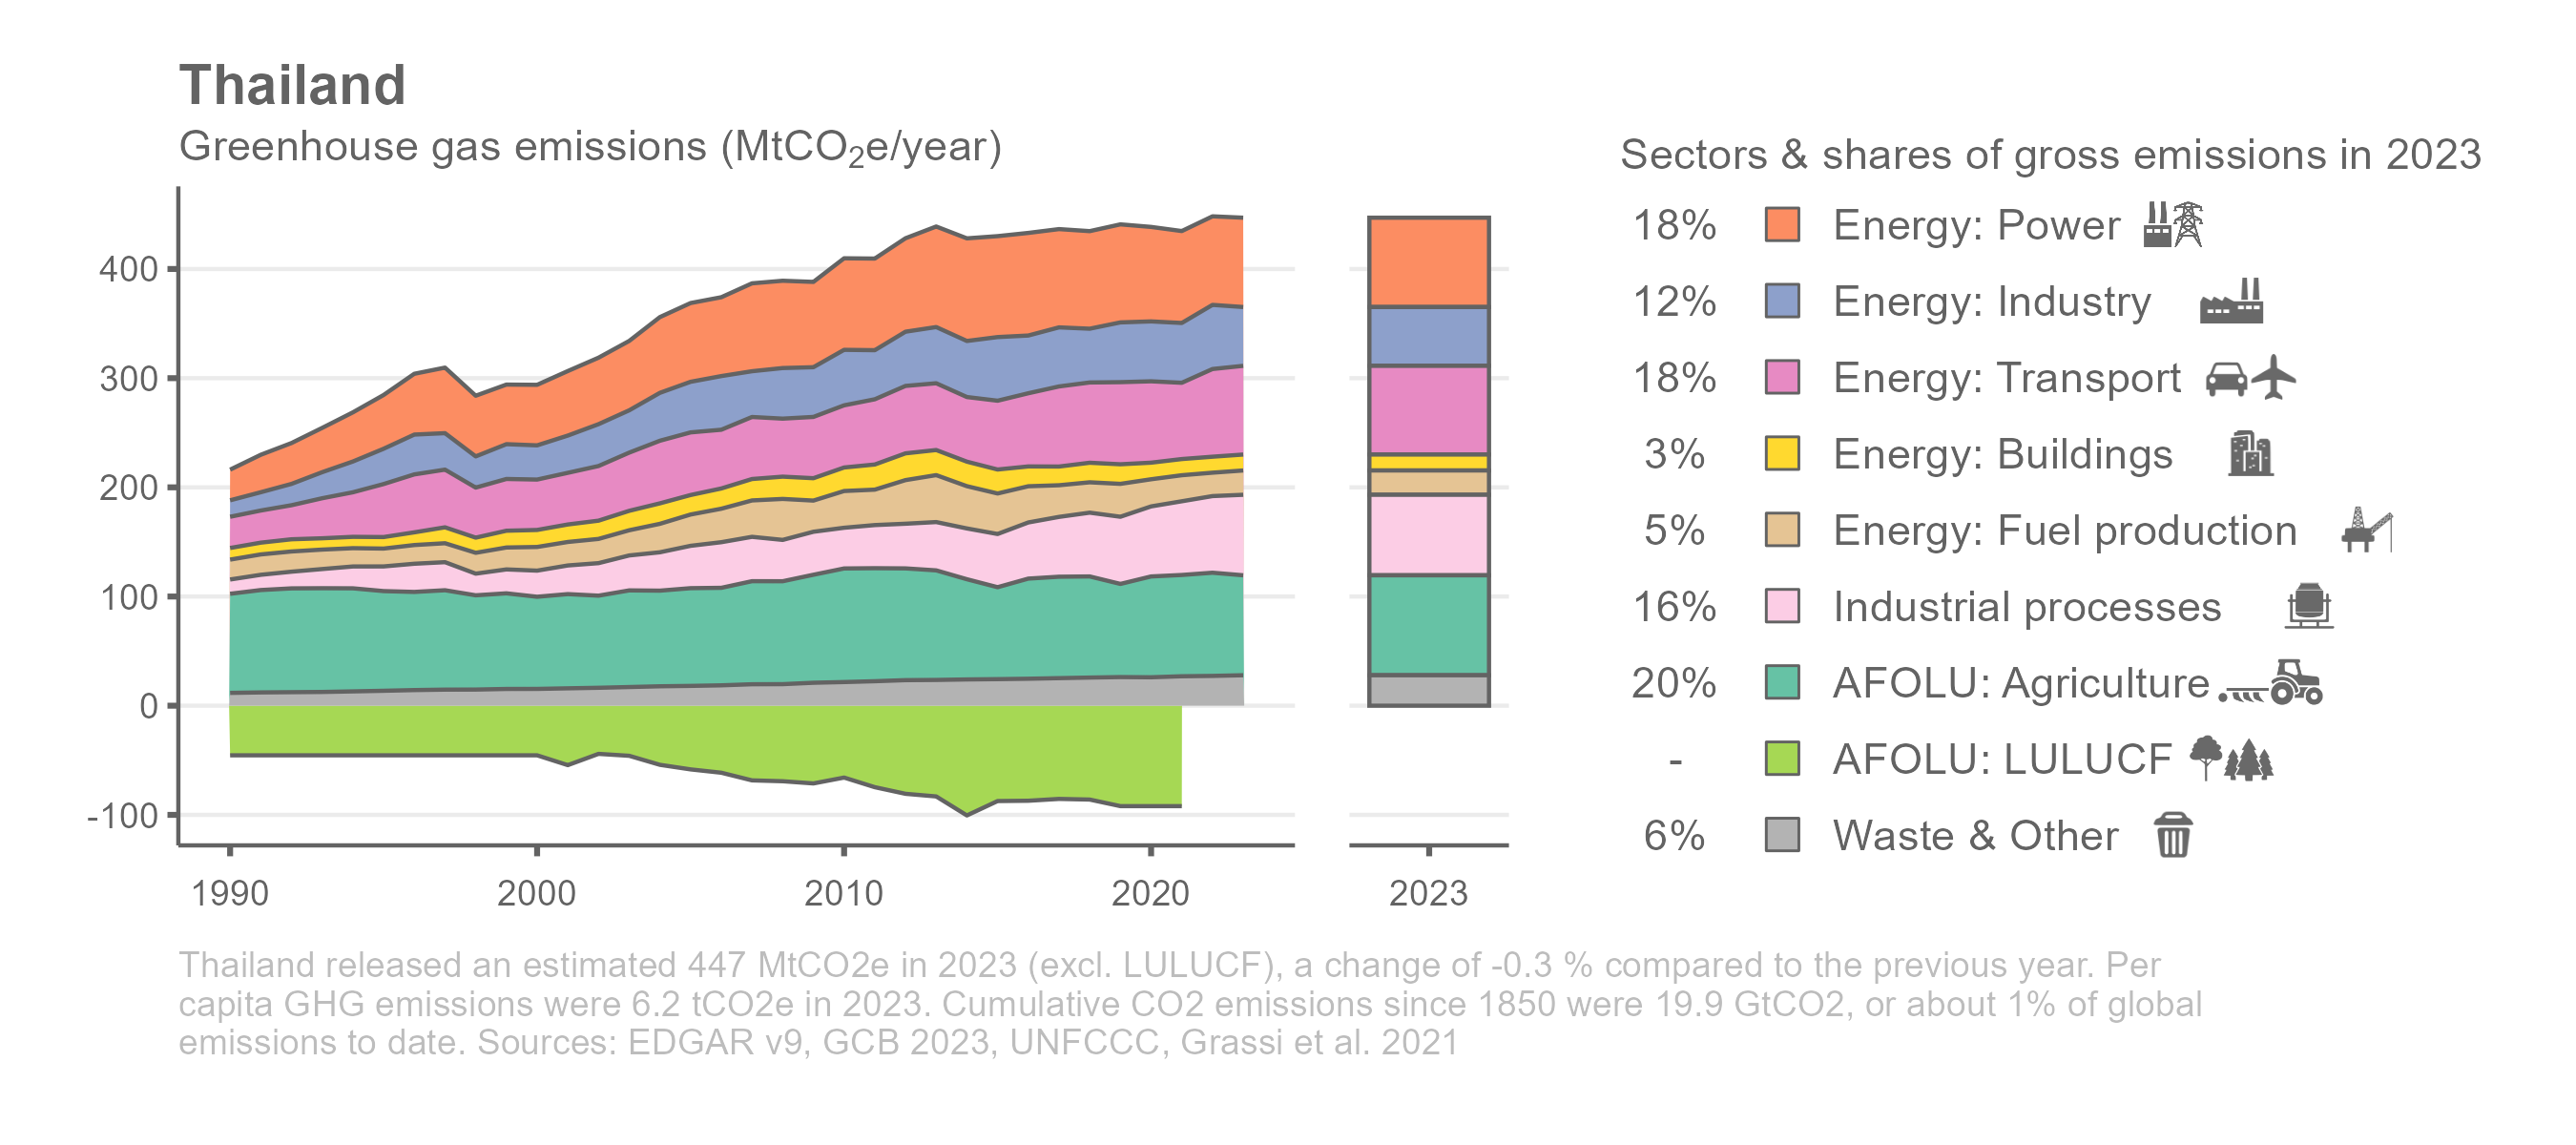 Thailand
Greenhouse gas emissions (MtCO₂e/year)
400
300
200
100
0
-100
1990
2000
2010
2020
2023
Sectors & shares of gross emissions in 2023
18% Energy: Power
12% Energy: Industry
18% Energy: Transport
3% Energy: Buildings
5% Energy: Fuel production
16% Industrial processes
20% AFOLU: Agriculture
- AFOLU: LULUCF
6% Waste & Other
Thailand released an estimated 447 MtCO2e in 2023 (excl. LULUCF), a change of -0.3 % compared to the previous year. Per
capita GHG emissions were 6.2 tCO2e in 2023. Cumulative CO2 emissions since 1850 were 19.9 GtCO2, or about 1% of global
emissions to date. Sources: EDGAR v9, GCB 2023, UNFCCC, Grassi et al. 2021